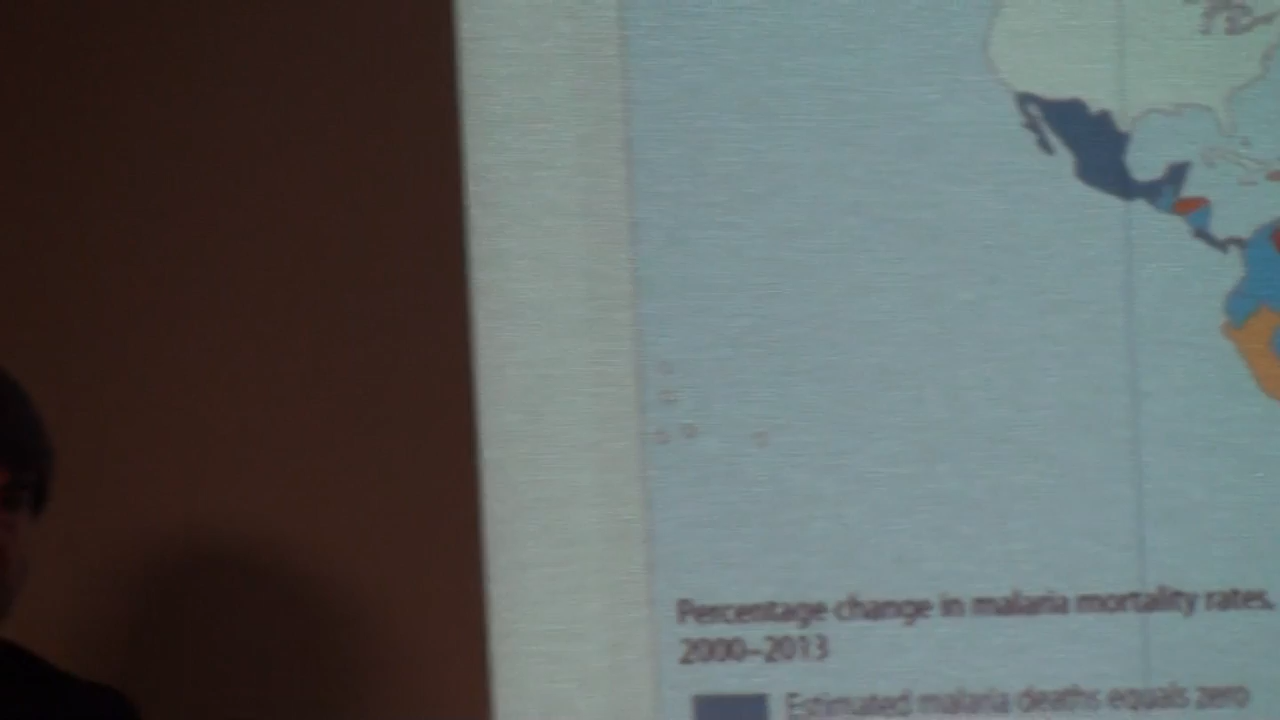 Percentage change in malaria mortality rates,
2000–2013
Estimated malaria deaths equals zero